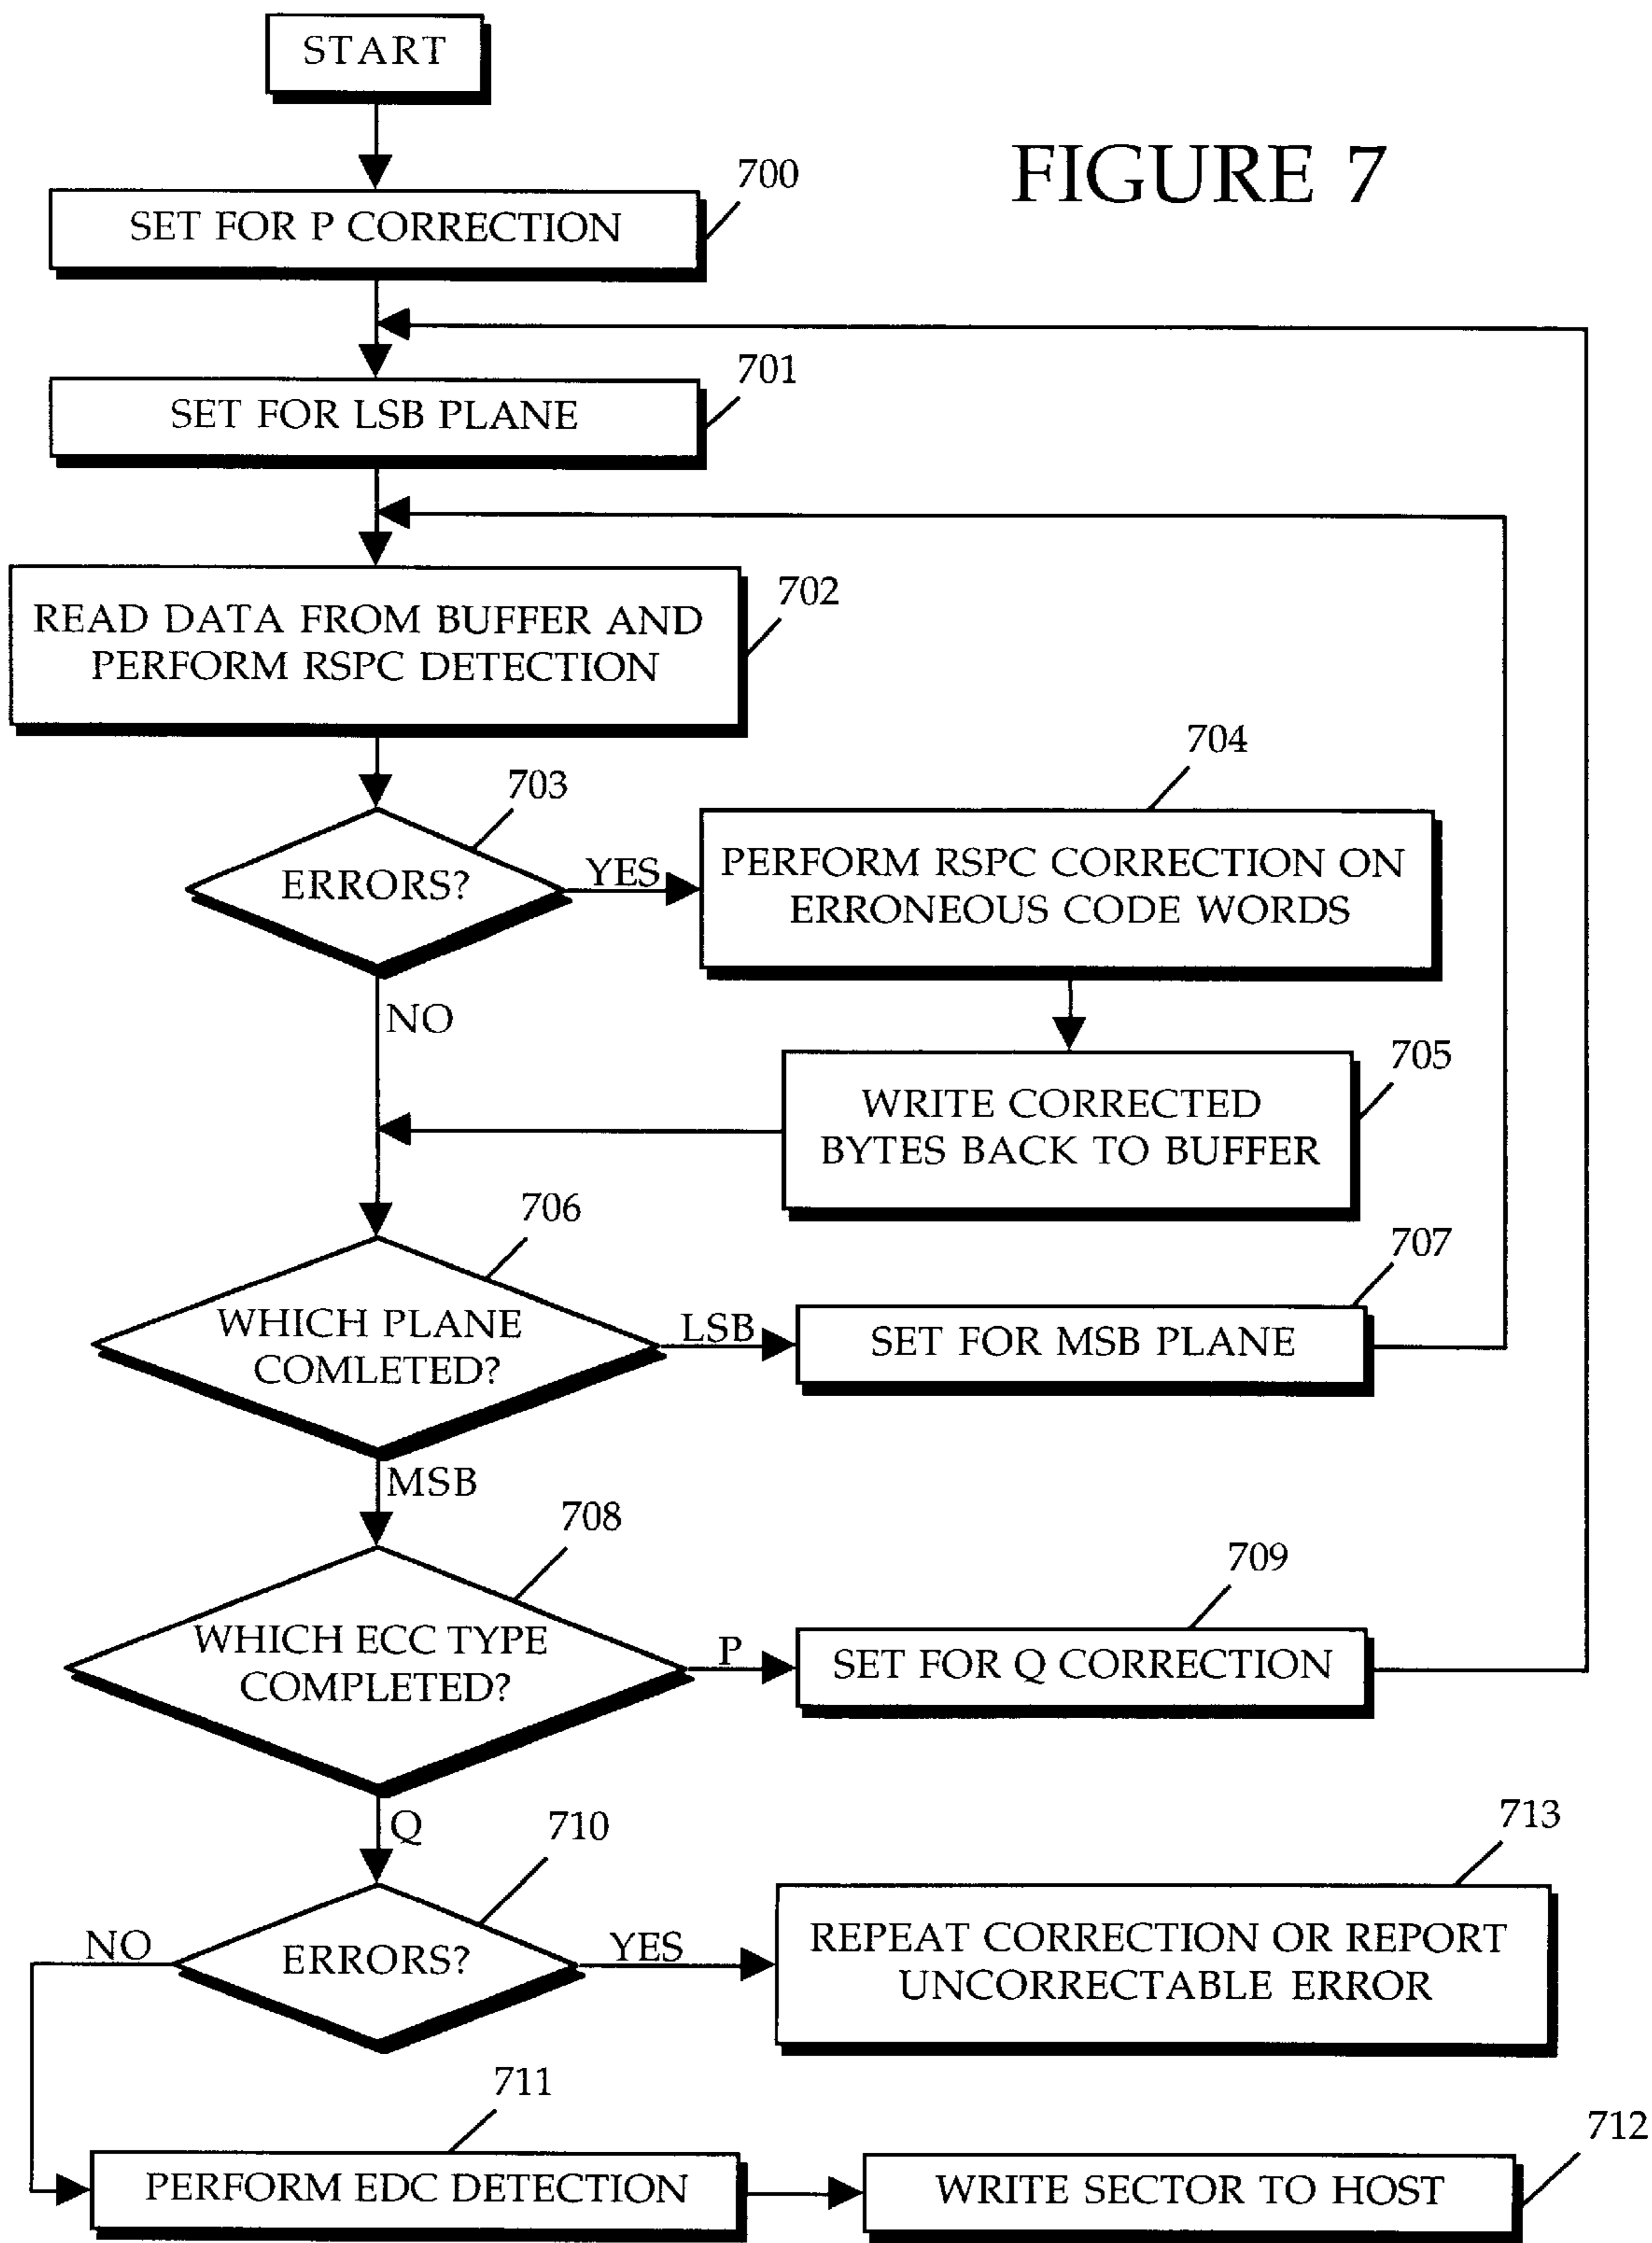 START
FIGURE 7
700
SET FOR P CORRECTION
701
SET FOR LSB PLANE
702
READ DATA FROM BUFFER AND
PERFORM RSPC DETECTION
703
ERRORS?
YES
NO
704
PERFORM RSPC CORRECTION ON
ERRONEOUS CODE WORDS
705
WRITE CORRECTED
BYTES BACK TO BUFFER
706
WHICH PLANE
COMLETED?
LSB
MSB
707
SET FOR MSB PLANE
708
WHICH ECC TYPE
COMPLETED?
P
Q
709
SET FOR Q CORRECTION
710
ERRORS?
NO
YES
713
REPEAT CORRECTION OR REPORT
UNCORRECTABLE ERROR
711
PERFORM EDC DETECTION
712
WRITE SECTOR TO HOST